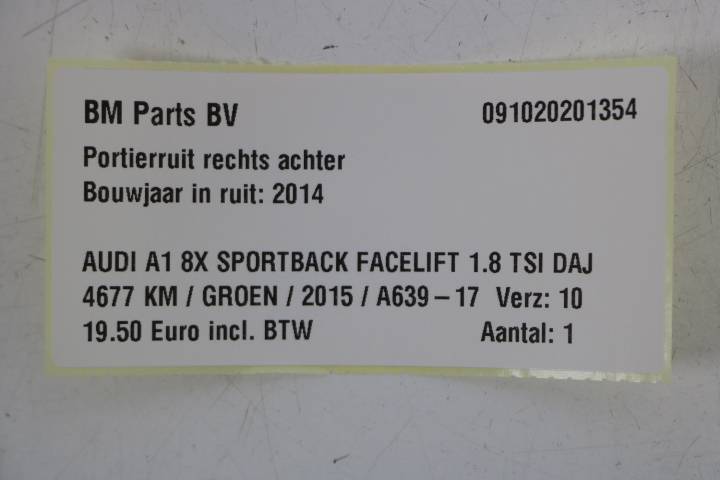 BM Parts BV 091020201354
Portierruit rechts achter
Bouwjaar in ruit: 2014
AUDI A1 8X SPORTBACK FACELIFT 1.8 TSI DAJ
4677 KM / GROEN / 2015 / A639-17 Verz: 10
19.50 Euro incl. BTW Aantal: 1